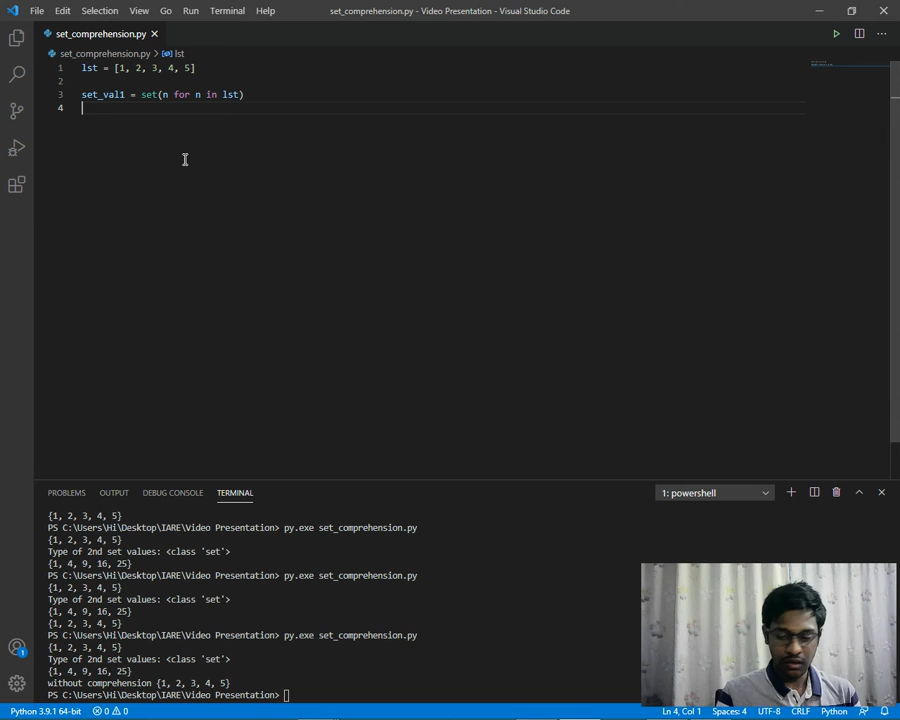 File Edit Selection View Go Run Terminal Help set_comprehension.py - Video Presentation - Visual Studio Code
set_comprehension.py
set_comprehension.py > lst
1 lst = [1, 2, 3, 4, 5]
2
3 set_val1 = set(n for n in lst)
4
PROBLEMS OUTPUT DEBUG CONSOLE TERMINAL 1: powershell
{1, 2, 3, 4, 5}
PS C:\Users\Hi\Desktop\IARE\Video Presentation> py.exe set_comprehension.py
{1, 2, 3, 4, 5}
Type of 2nd set values: <class 'set'>
{1, 4, 9, 16, 25}
PS C:\Users\Hi\Desktop\IARE\Video Presentation> py.exe set_comprehension.py
{1, 2, 3, 4, 5}
Type of 2nd set values: <class 'set'>
{1, 4, 9, 16, 25}
{1, 2, 3, 4, 5}
PS C:\Users\Hi\Desktop\IARE\Video Presentation> py.exe set_comprehension.py
{1, 2, 3, 4, 5}
Type of 2nd set values: <class 'set'>
{1, 4, 9, 16, 25}
without comprehension {1, 2, 3, 4, 5}
PS C:\Users\Hi\Desktop\IARE\Video Presentation>
1
Python 3.9.1 64-bit 0 0 Ln 4, Col 1 Spaces: 4 UTF-8 CRLF Python